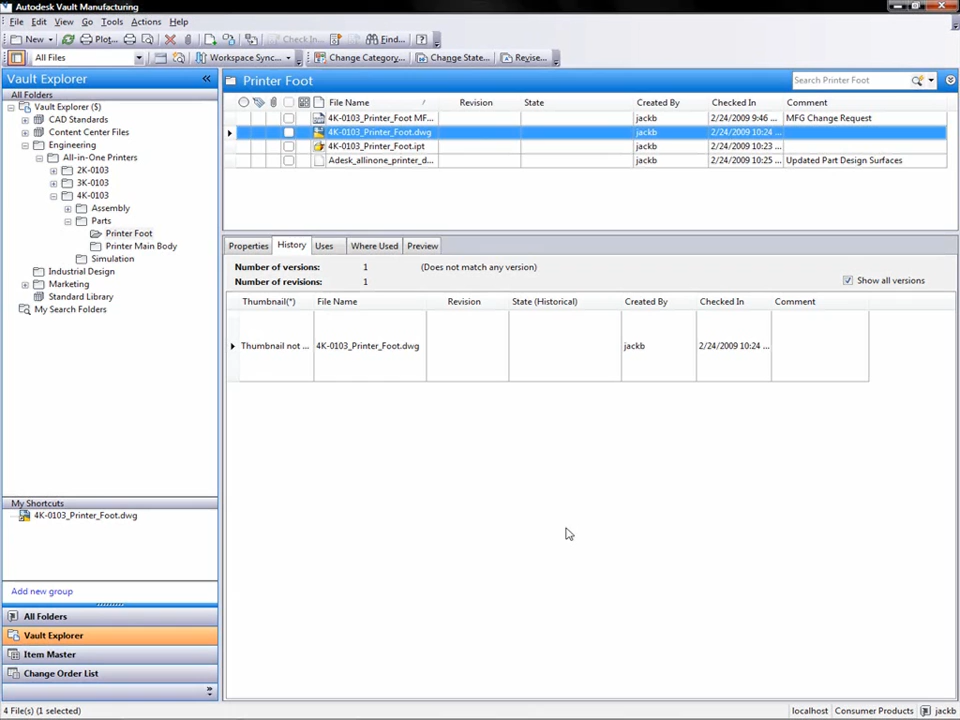 Autodesk Vault Manufacturing
File Edit View Go Tools Actions Help
New Plot... Check In... Find...
All Files Workspace Sync... Change Category... Change State... Revise...
Vault Explorer
All Folders
Vault Explorer ($)
CAD Standards
Content Center Files
Engineering
All-in-One Printers
2K-0103
3K-0103
4K-0103
Assembly
Parts
Printer Foot
Printer Main Body
Simulation
Industrial Design
Marketing
Standard Library
My Search Folders
My Shortcuts
4K-0103_Printer_Foot.dwg
Add new group
All Folders
Vault Explorer
Item Master
Change Order List
Printer Foot
Search Printer Foot
File Name / Revision State Created By Checked In Comment
4K-0103_Printer_Foot MF... jackb 2/24/2009 9:46 ... MFG Change Request
4K-0103_Printer_Foot.dwg jackb 2/24/2009 10:24 ...
4K-0103_Printer_Foot.ipt jackb 2/24/2009 10:23 ...
Adesk_allinone_printer_d... jackb 2/24/2009 10:25 ... Updated Part Design Surfaces
Properties History Uses Where Used Preview
Number of versions: 1 (Does not match any version)
Number of revisions: 1
Show all versions
Thumbnail(*) File Name Revision State (Historical) Created By Checked In Comment
Thumbnail not ... 4K-0103_Printer_Foot.dwg jackb 2/24/2009 10:24 ...
4 File(s) (1 selected) localhost Consumer Products jackb